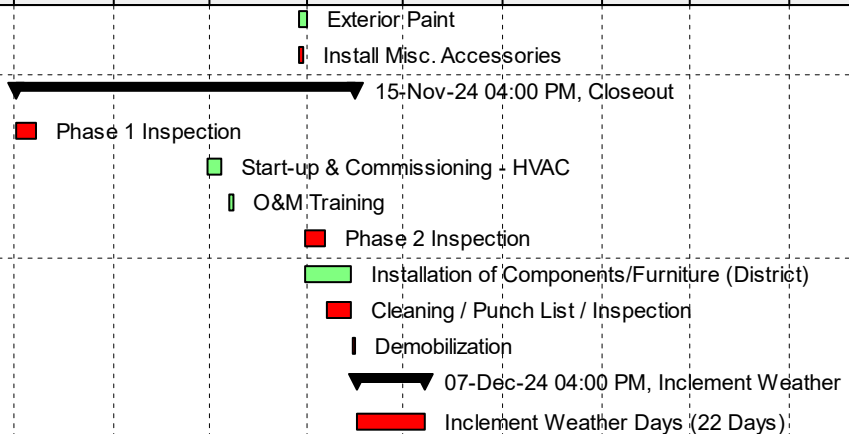 Exterior Paint
Install Misc. Accessories
15-Nov-24 04:00 PM, Closeout
Phase 1 Inspection
Start-up & Commissioning - HVAC
O&M Training
Phase 2 Inspection
Installation of Components/Furniture (District)
Cleaning / Punch List / Inspection
Demobilization
07-Dec-24 04:00 PM, Inclement Weather
Inclement Weather Days (22 Days)